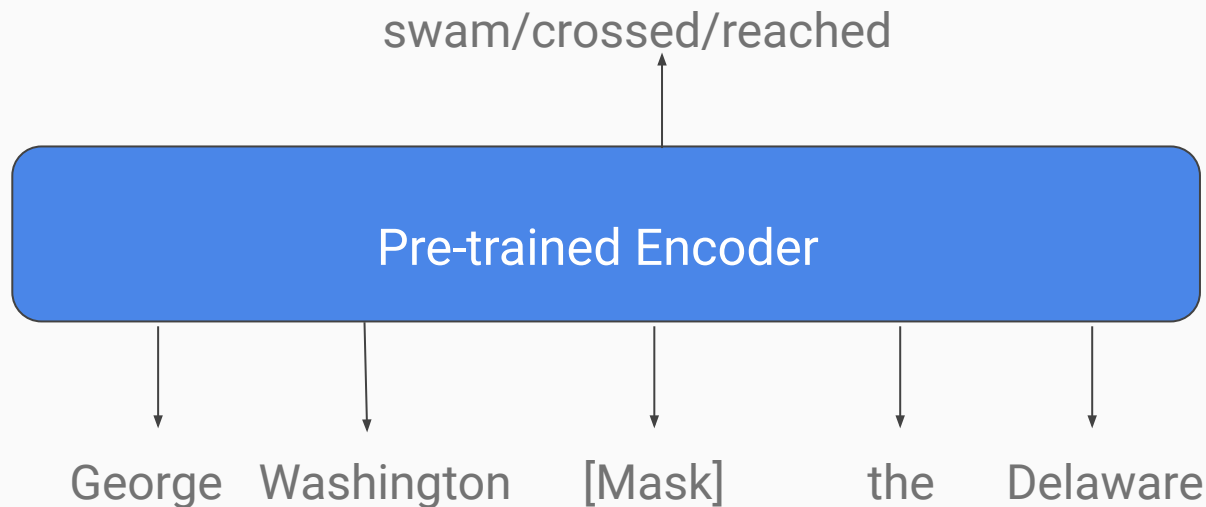 swam/crossed/reached
Pre-trained Encoder
George Washington [Mask] the Delaware